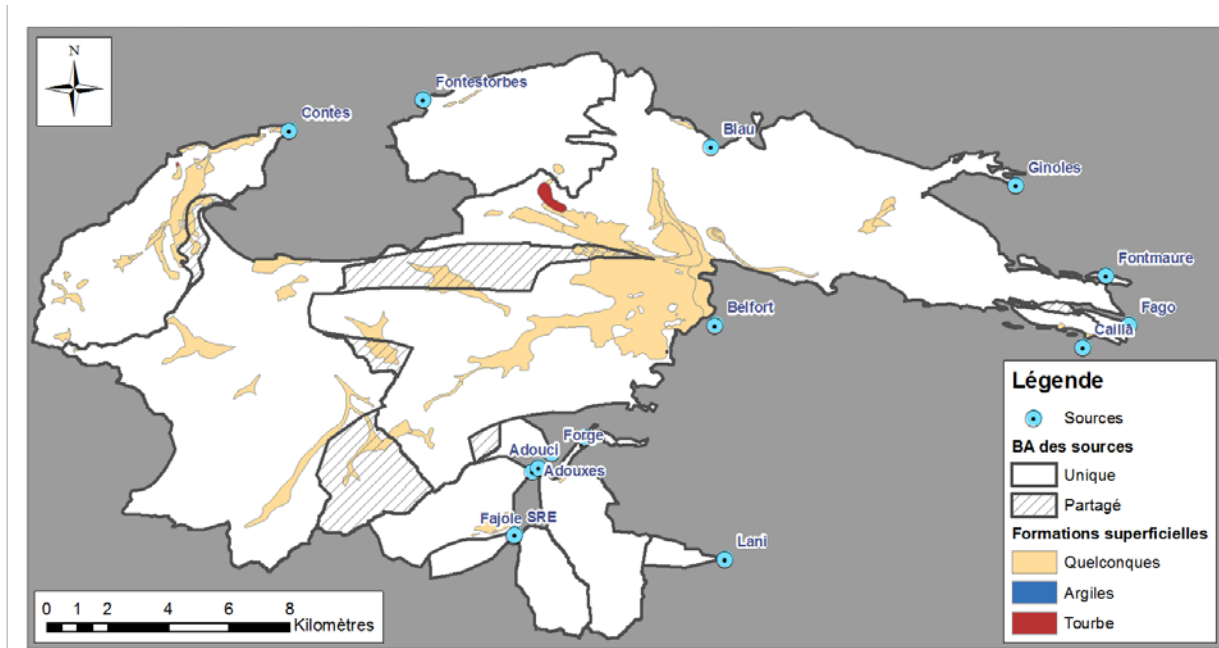 N
Fontestorbes
Contes
Blau
Ginoles
Fontmaure
Belfort
Fago
Caillà
Forge
Adouci
Adouxes
Fajole
SRE
Lani
Légende
Sources
BA des sources
Unique
Partagé
Formations superficielles
Quelconques
Argiles
Tourbe
0 1 2 4 6 8
Kilomètres